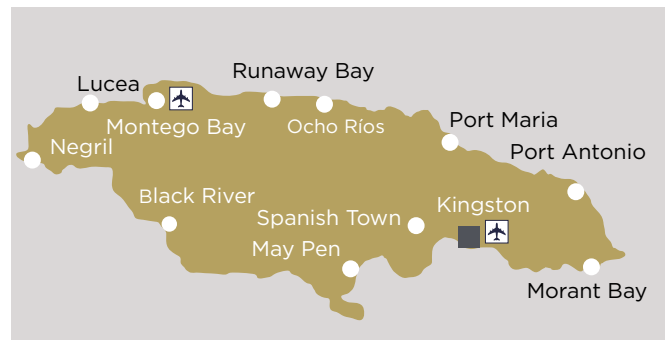 Runaway Bay
Lucea
Montego Bay
Ocho Ríos
Port Maria
Negril
Port Antonio
Black River
Kingston
Spanish Town
May Pen
Morant Bay